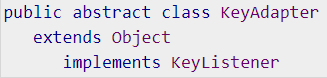 public abstract class KeyAdapter
extends Object
implements KeyListener